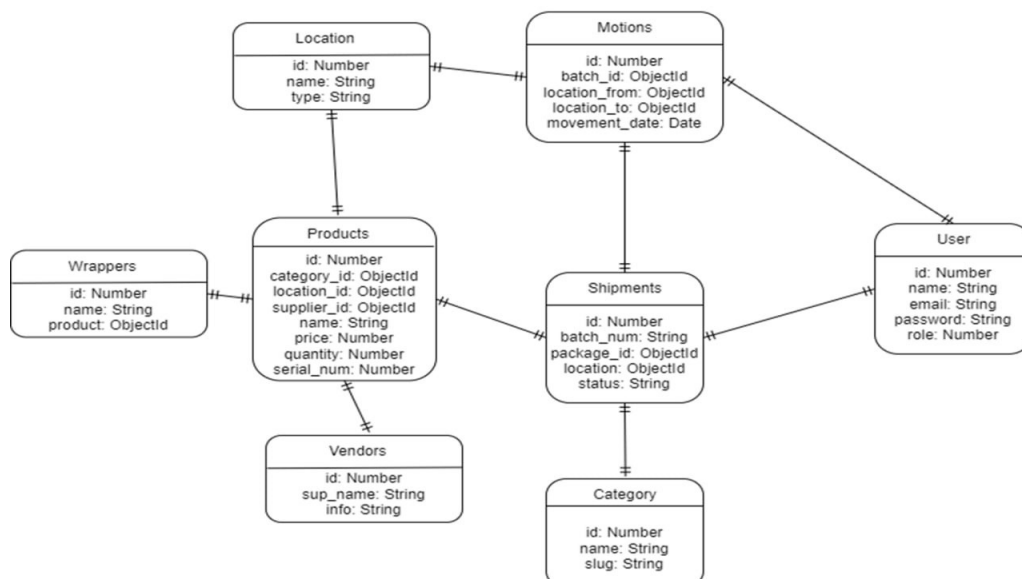 Location
id: Number
name: String
type: String
Motions
id: Number
batch_id: ObjectId
location_from: ObjectId
location_to: ObjectId
movement_date: Date
Wrappers
id: Number
name: String
product: ObjectId
Products
id: Number
category_id: ObjectId
location_id: ObjectId
supplier_id: ObjectId
name: String
price: Number
quantity: Number
serial_num: Number
Shipments
id: Number
batch_num: String
package_id: ObjectId
location: ObjectId
status: String
User
id: Number
name: String
email: String
password: String
role: Number
Vendors
id: Number
sup_name: String
info: String
Category
id: Number
name: String
slug: String